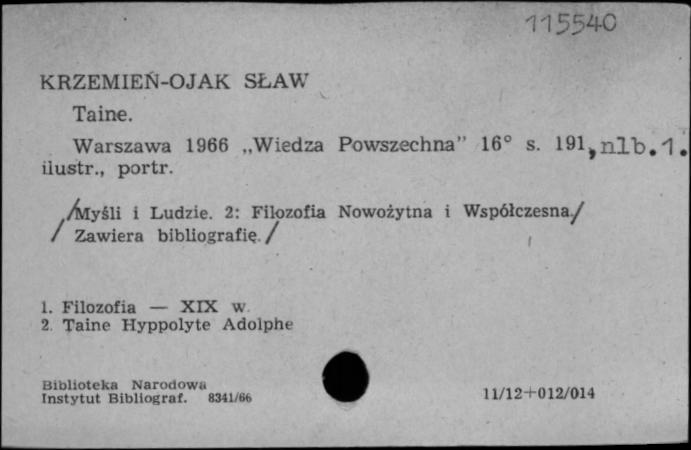 115540
KRZEMIEŃ-OJAK SŁAW
Taine.
Warszawa 1966 „Wiedza Powszechna” 16° s. 191, nlb. 1.
ilustr., portr.
/Myśli i Ludzie. 2: Filozofia Nowożytna i Współczesna./
/ Zawiera bibliografię. /
1. Filozofia — XIX w.
2. Taine Hyppolyte Adolphe
Biblioteka Narodowa
Instytut Bibliograf. 8341/66
11/12+012/014